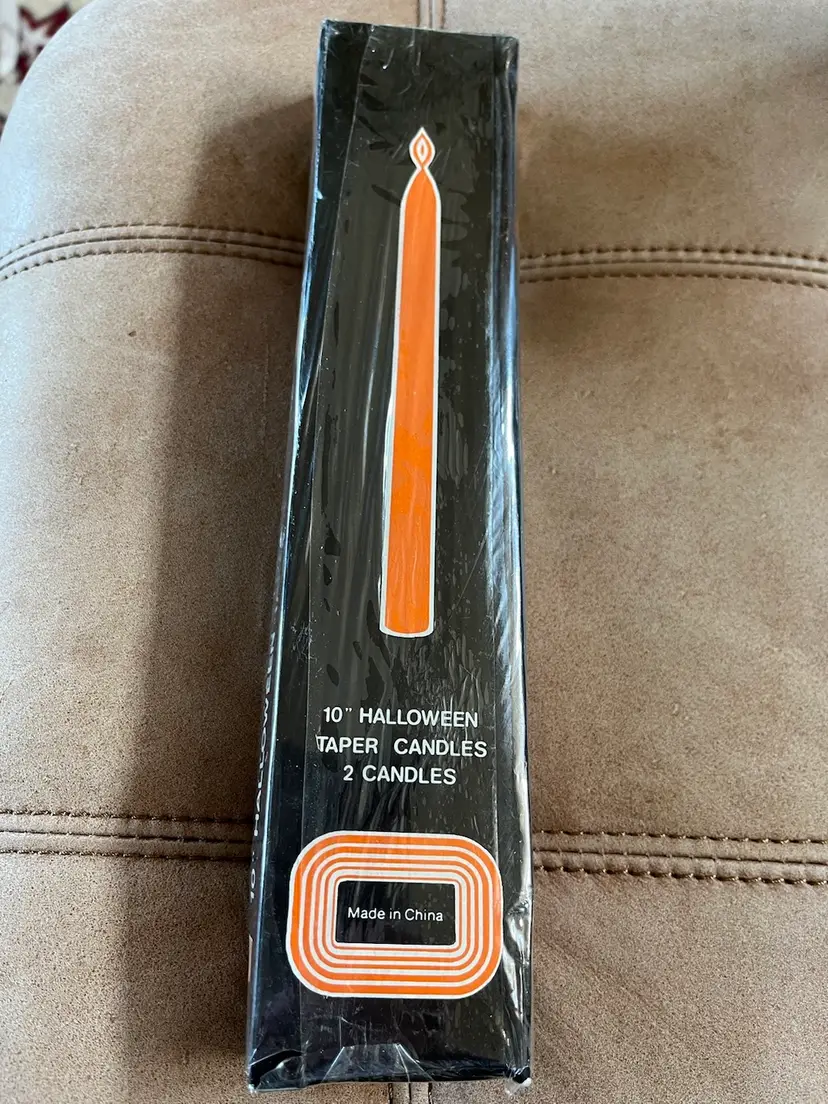 10" HALLOWEEN
TAPER CANDLES
2 CANDLES
Made in China